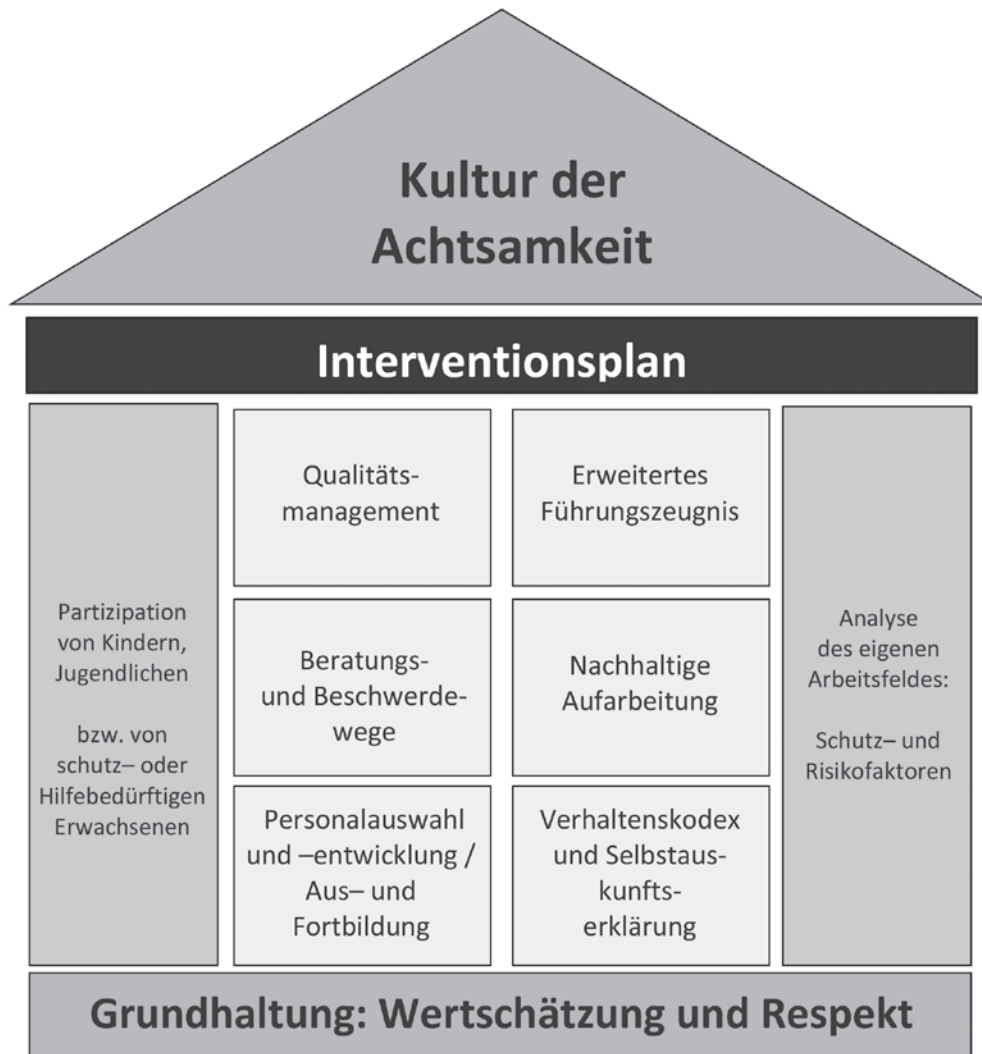 Kultur der
Achtsamkeit
Interventionsplan
Partizipation
von Kindern,
Jugendlichen
bzw. von
schutz– oder
Hilfebedürftigen
Erwachsenen
Qualitäts-
management
Erweitertes
Führungszeugnis
Beratungs-
und Beschwerde-
wege
Nachhaltige
Aufarbeitung
Personalauswahl
und –entwicklung /
Aus– und
Fortbildung
Verhaltenskodex
und Selbstaus-
kunfts-
erklärung
Analyse
des eigenen
Arbeitsfeldes:
Schutz– und
Risikofaktoren
Grundhaltung: Wertschätzung und Respekt